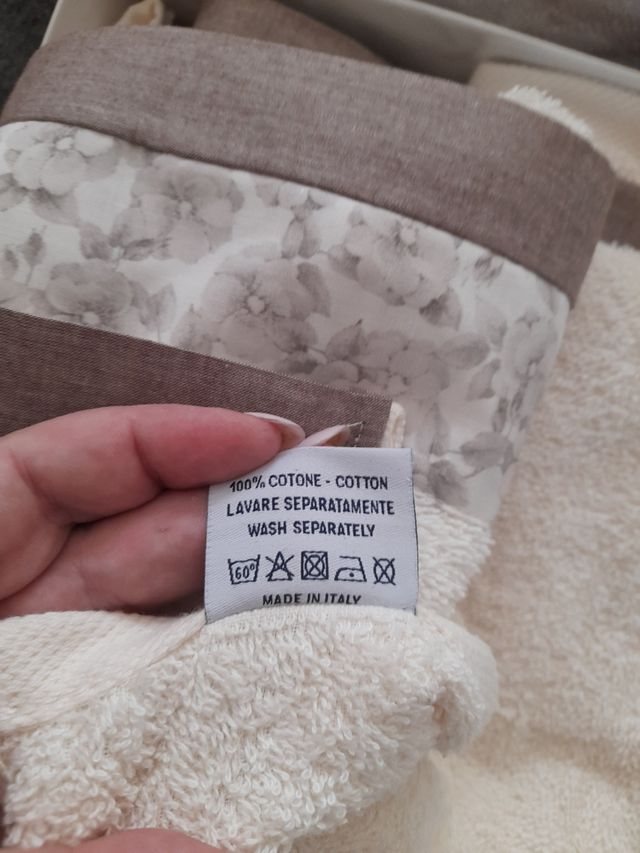 100% COTONE - COTTON
LAVARE SEPARATAMENTE
WASH SEPARATELY
60°
MADE IN ITALY